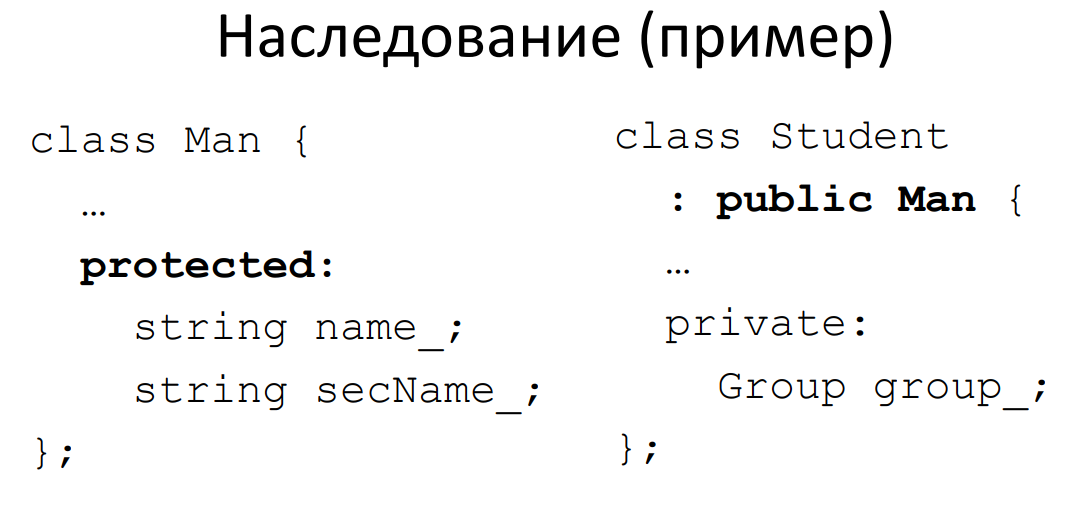 Наследование (пример)
class Man {
…
protected:
string name_;
string secName_;
};
class Student
: public Man {
…
private:
Group group_;
};